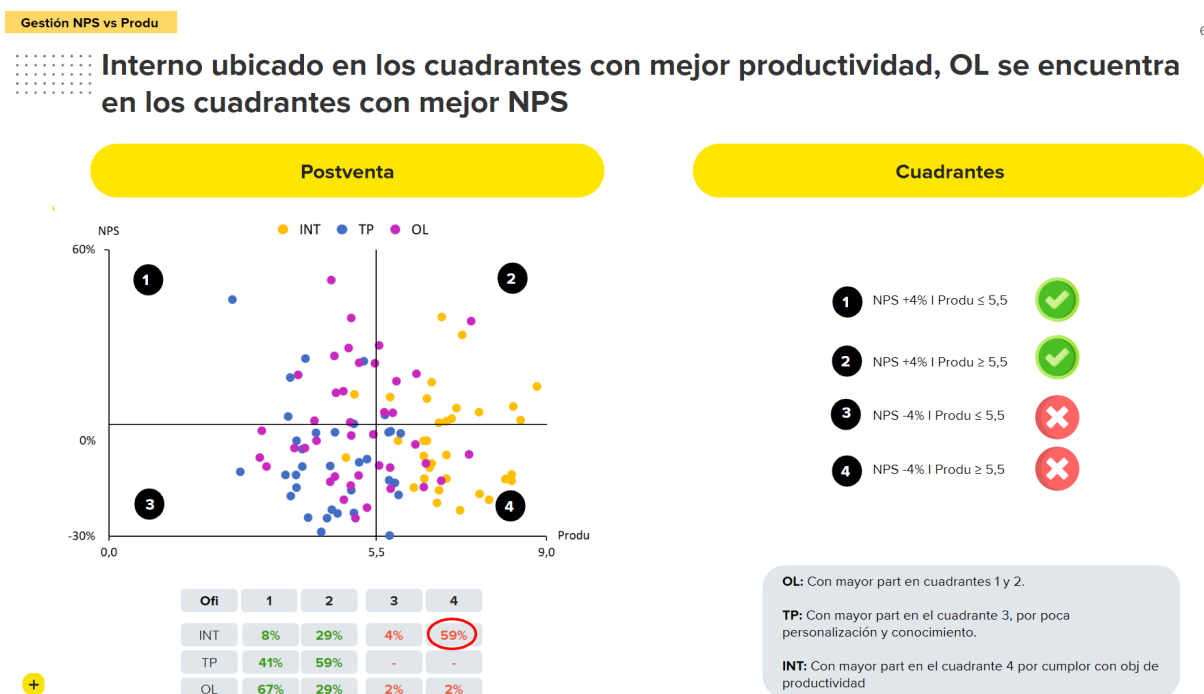 Gestión NPS vs Produ
Interno ubicado en los cuadrantes con mejor productividad, OL se encuentra
en los cuadrantes con mejor NPS
Postventa
NPS
INT TP OL
60%
1
2
0%
3
4
-30%
Produ
0,0 5,5 9,0
Ofi 1 2 3 4
INT 8% 29% 4% 59%
TP 41% 59% - -
OL 67% 29% 2% 2%
+
Cuadrantes
1 NPS +4% I Produ ≤ 5,5
2 NPS +4% I Produ ≥ 5,5
3 NPS -4% I Produ ≤ 5,5
4 NPS -4% I Produ ≥ 5,5
OL: Con mayor part en cuadrantes 1 y 2.
TP: Con mayor part en el cuadrante 3, por poca
personalización y conocimiento.
INT: Con mayor part en el cuadrante 4 por cumplor con obj de
productividad